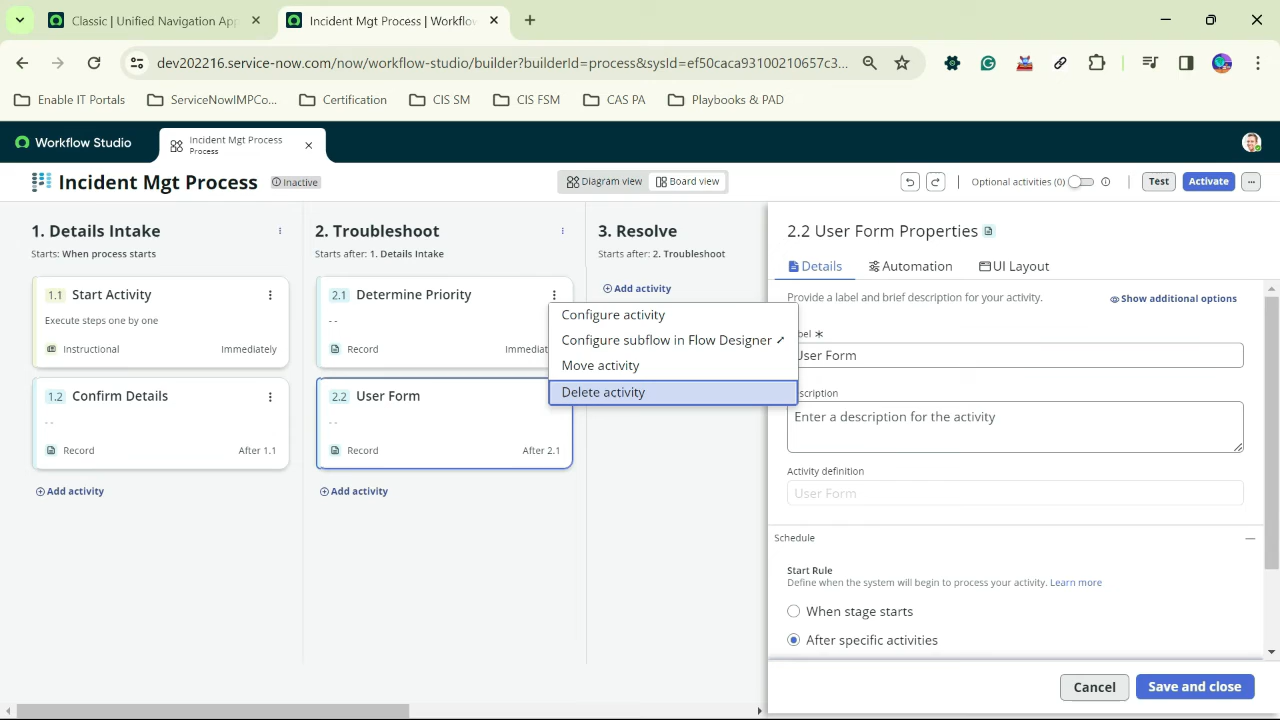 Classic | Unified Navigation App
Incident Mgt Process | Workflow
dev202216.service-now.com/now/workflow-studio/builder?builderId=process&sysId=ef50caca93100210657c3...
Enable IT Portals
ServiceNowIMPCo...
Certification
CIS SM
CIS FSM
CAS PA
Playbooks & PAD
Workflow Studio
Incident Mgt Process
Process
Incident Mgt Process
Inactive
Diagram view
Board view
Optional activities (0)
Test
Activate
1. Details Intake
Starts: When process starts
1.1 Start Activity
Execute steps one by one
Instructional
Immediately
1.2 Confirm Details
- -
Record
After 1.1
Add activity
2. Troubleshoot
Starts after: 1. Details Intake
2.1 Determine Priority
- -
Record
Immediat
2.2 User Form
- -
Record
After 2.1
Add activity
3. Resolve
Starts after: 2. Troubleshoot
Add activity
Configure activity
Configure subflow in Flow Designer
Move activity
Delete activity
2.2 User Form Properties
Details
Automation
UI Layout
Provide a label and brief description for your activity.
Show additional options
bel *
User Form
scription
Enter a description for the activity
Activity definition
User Form
Schedule
Start Rule
Define when the system will begin to process your activity. Learn more
When stage starts
After specific activities
Cancel
Save and close